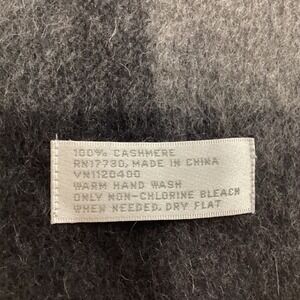 100% CASHMERE
RN17730, MADE IN CHINA
VN1120400
WARM HAND WASH
ONLY NON-CHLORINE BLEACH
WHEN NEEDED, DRY FLAT